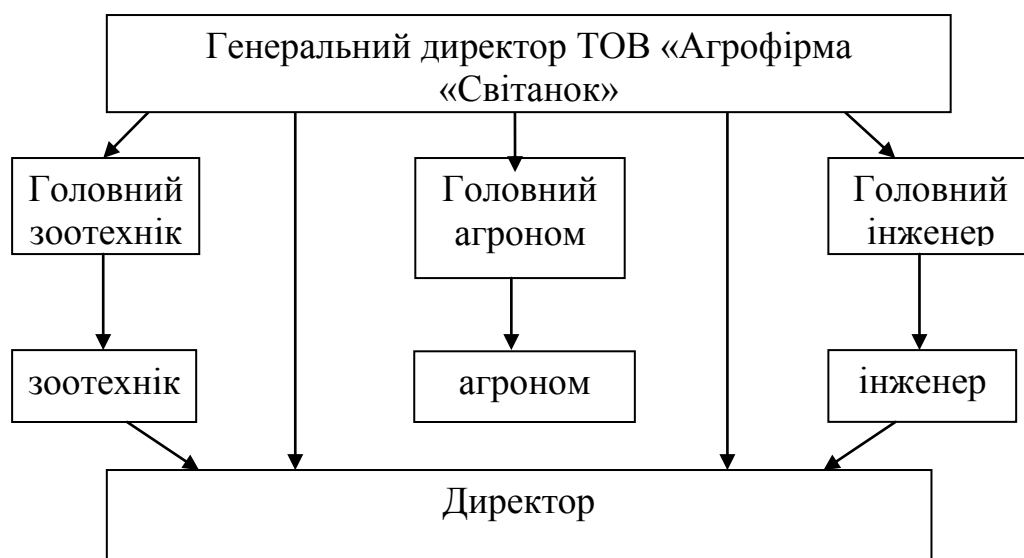 Генеральний директор ТОВ «Агрофірма
«Світанок»
Головний
зоотехнік
Головний
агроном
Головний
інженер
зоотехнік
агроном
інженер
Директор